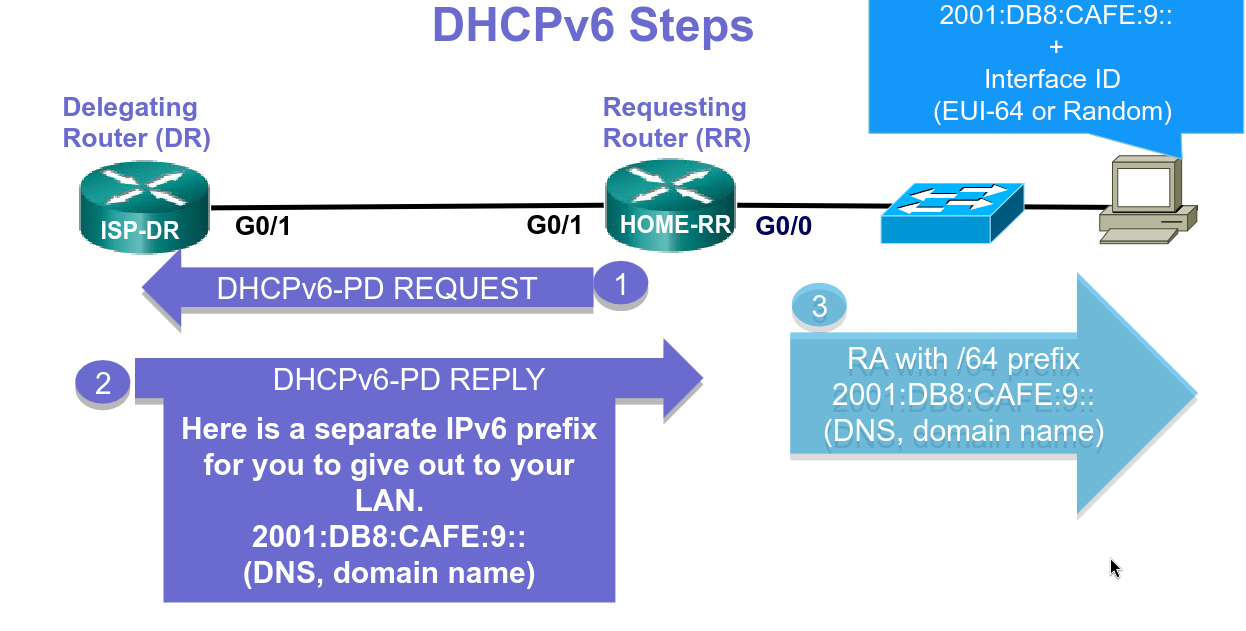 DHCPv6 Steps
2001:DB8:CAFE:9::
+
Interface ID
(EUI-64 or Random)
Delegating
Router (DR)
Requesting
Router (RR)
ISP-DR
G0/1
G0/1
HOME-RR
G0/0
DHCPv6-PD REQUEST
1
2
DHCPv6-PD REPLY
Here is a separate IPv6 prefix
for you to give out to your
LAN.
2001:DB8:CAFE:9::
(DNS, domain name)
3
RA with /64 prefix
2001:DB8:CAFE:9::
(DNS, domain name)